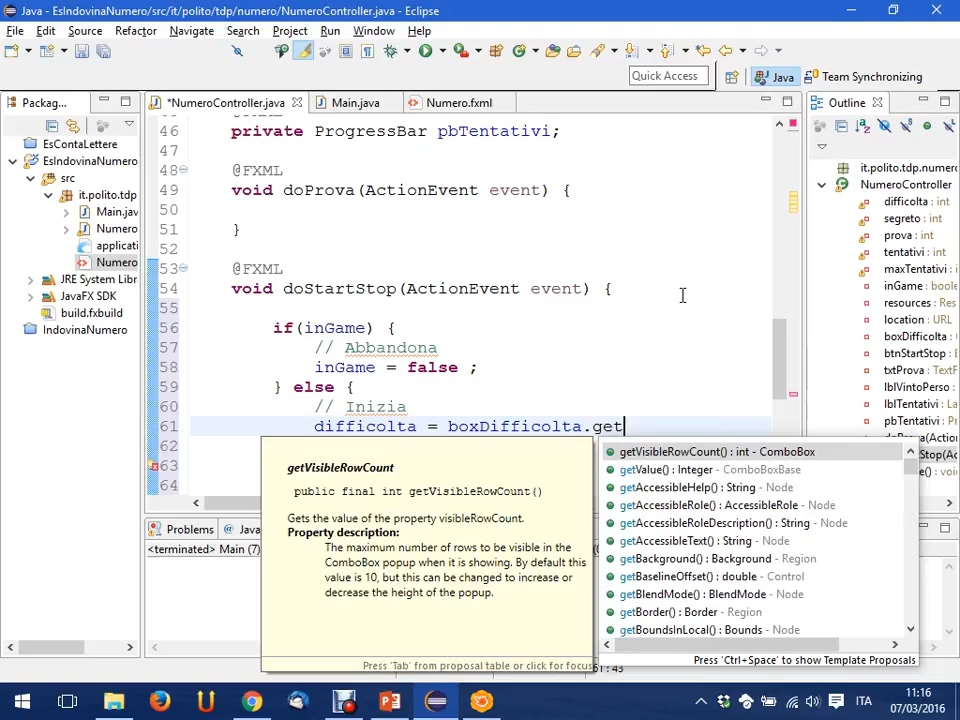 Java - EsIndovinaNumero/src/it/polito/tdp/numero/NumeroController.java - Eclipse
File Edit Source Refactor Navigate Search Project Run Window Help
Quick Access Java Team Synchronizing
Packag... *NumeroController.java Main.java Numero.fxml Outline
EsContaLettere
EsIndovinaNumero
src
it.polito.tdp
Main.jav
Numero
applicati
Numero
JRE System Libr
JavaFX SDK
build.fxbuild
IndovinaNumero
46 private ProgressBar pbTentativi;
47
48 @FXML
49 void doProva(ActionEvent event) {
50
51 }
52
53 @FXML
54 void doStartStop(ActionEvent event) {
55
56 if(inGame) {
57 // Abbandona
58 inGame = false ;
59 } else {
60 // Inizia
61 difficolta = boxDifficolta.get
62
63
64
getVisibleRowCount
public final int getVisibleRowCount()
Gets the value of the property visibleRowCount.
Property description:
The maximum number of rows to be visible in the
ComboBox popup when it is showing. By default this
value is 10, but this can be changed to increase or
decrease the height of the popup.
Press 'Tab' from proposal table or click for focus
getVisibleRowCount() : int - ComboBox
getValue() : Integer - ComboBoxBase
getAccessibleHelp() : String - Node
getAccessibleRole() : AccessibleRole - Node
getAccessibleRoleDescription() : String - Node
getAccessibleText() : String - Node
getBackground() : Background - Region
getBaselineOffset() : double - Control
getBlendMode() : BlendMode - Node
getBorder() : Border - Region
getBoundsInLocal() : Bounds - Node
Press 'Ctrl+Space' to show Template Proposals
it.polito.tdp.numero
NumeroController
difficolta : int
segreto : int
prova : int
tentativi : int
maxTentativi : i
inGame : boole
resources : Res
location : URL
boxDifficolta :
btnStartStop :
txtProva : TextF
lblVintoPerso :
lblTentativi : La
pbTentativi : Pr
doProva(Actio
Stop(Ac
Problems Java
<terminated> Main (7)
61:43
ITA
11:16
07/03/2016